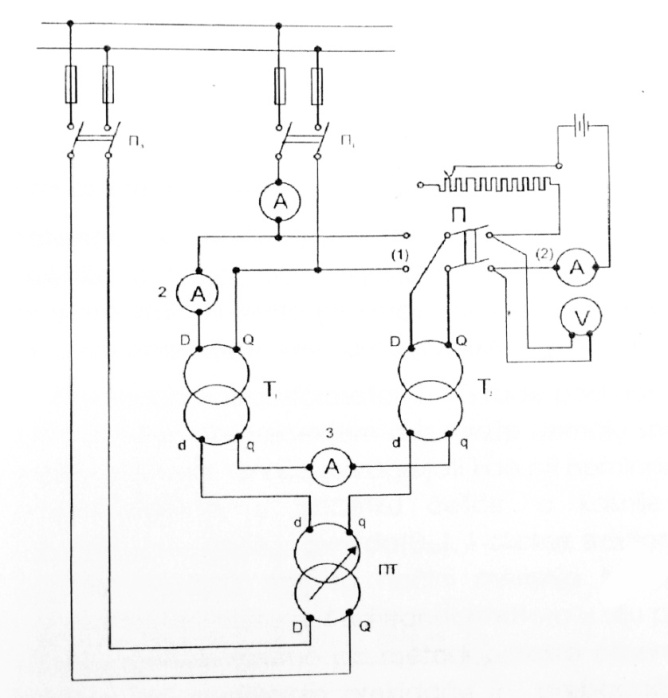 П₁ П₁
A
П
(1) (2) A
2 A
V
D Q D Q
T₁ T₂
d q 3 d q
A
d q
ПТ
D Q